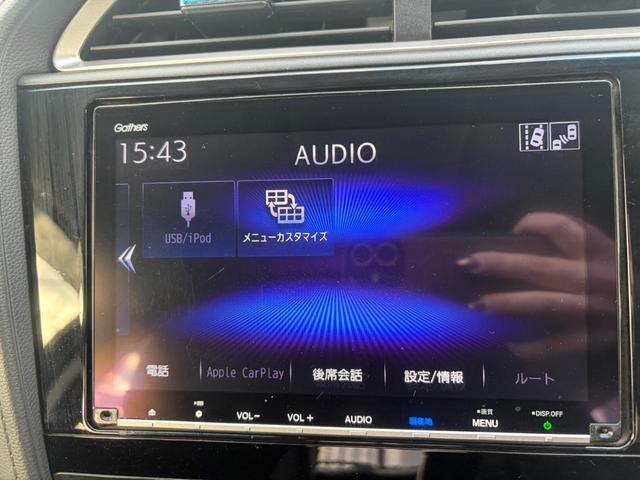 Gathers
15:43
AUDIO
USB/iPod
メニューカスタマイズ
電話
Apple CarPlay
後席会話
設定/情報
ルート
VOL−
VOL+
AUDIO
現在地
画質
MENU
DISP.OFF